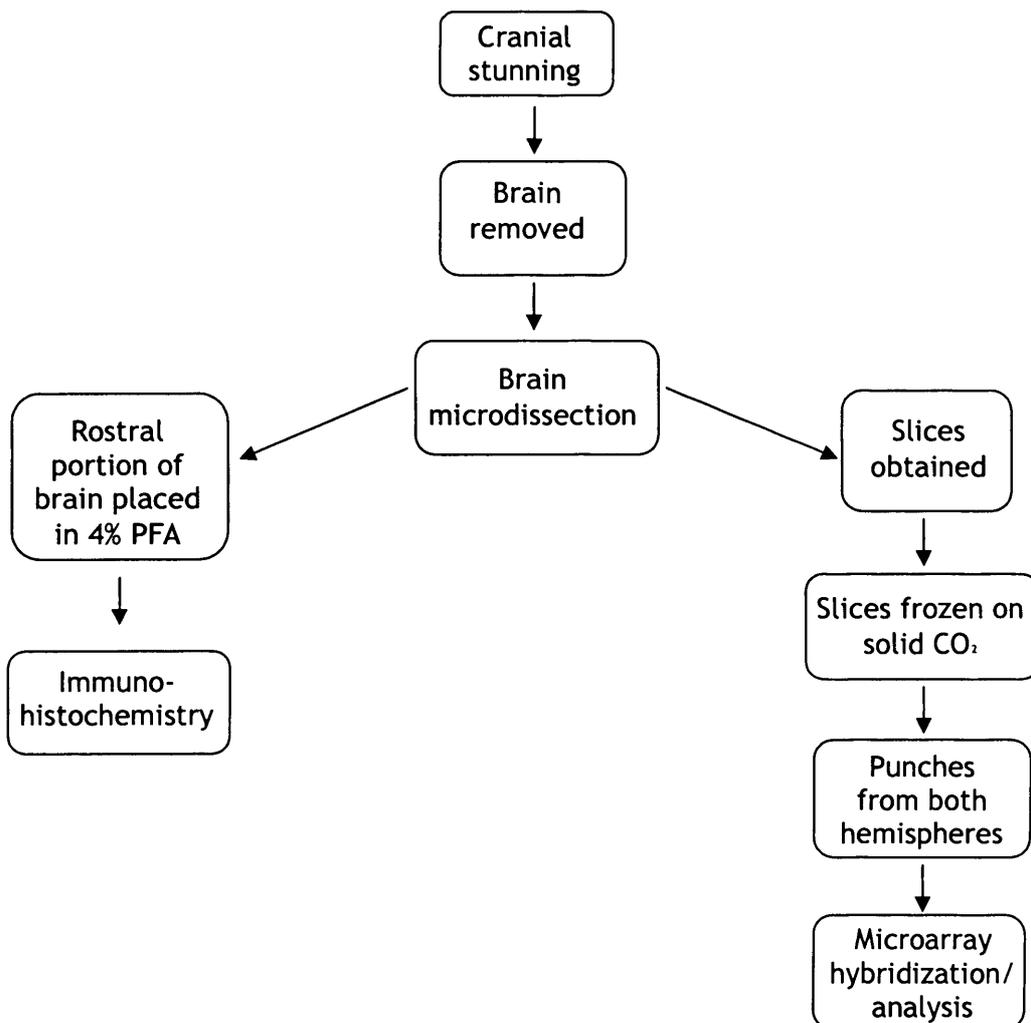 Cranial
stunning
Brain
removed
Brain
microdissection
Rostral
portion of
brain placed
in 4% PFA
Immuno-
histochemistry
Slices
obtained
Slices frozen on
solid CO₂
Punches
from both
hemispheres
Microarray
hybridization/
analysis